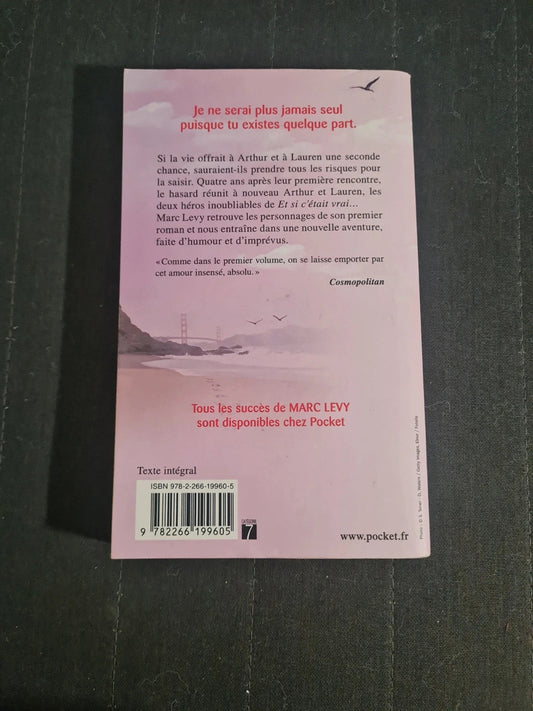 Je ne serai plus jamais seul
puisque tu existes quelque part.
Si la vie offrait à Arthur et à Lauren une seconde
chance, sauraient-ils prendre tous les risques pour
la saisir. Quatre ans après leur première rencontre,
le hasard réunit à nouveau Arthur et Lauren, les
deux héros inoubliables de Et si c'était vrai...
Marc Levy retrouve les personnages de son premier
roman et nous entraîne dans une nouvelle aventure,
faite d'humour et d'imprévus.
« Comme dans le premier volume, on se laisse emporter par
cet amour insensé, absolu. »
Cosmopolitan
Tous les succès de MARC LEVY
sont disponibles chez Pocket
Texte intégral
ISBN 978-2-266-19960-5
9 782266 199605
CATÉGORIE
7
www.pocket.fr